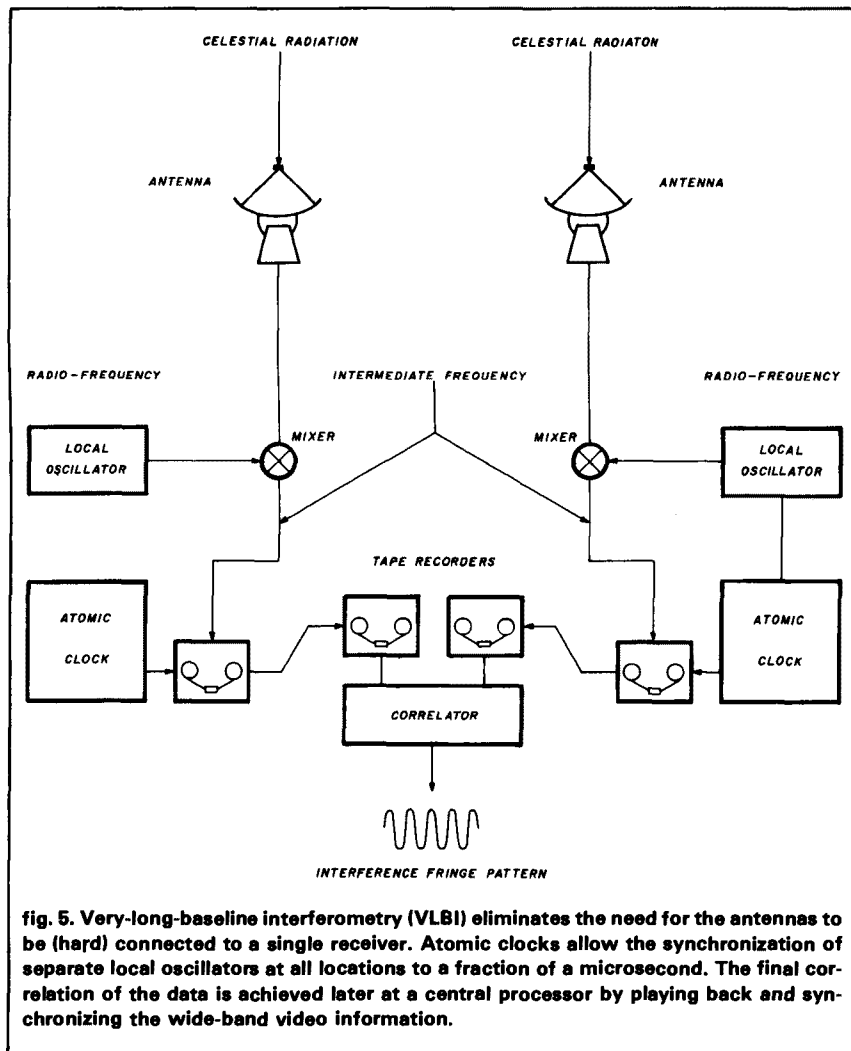 CELESTIAL RADIATION
CELESTIAL RADIATON
ANTENNA
ANTENNA
RADIO-FREQUENCY
INTERMEDIATE FREQUENCY
RADIO-FREQUENCY
MIXER
MIXER
LOCAL
OSCILLATOR
LOCAL
OSCILLATOR
TAPE RECORDERS
ATOMIC
CLOCK
ATOMIC
CLOCK
CORRELATOR
INTERFERENCE FRINGE PATTERN
fig. 5. Very-long-baseline interferometry (VLBI) eliminates the need for the antennas to
be (hard) connected to a single receiver. Atomic clocks allow the synchronization of
separate local oscillators at all locations to a fraction of a microsecond. The final cor-
relation of the data is achieved later at a central processor by playing back and syn-
chronizing the wide-band video information.